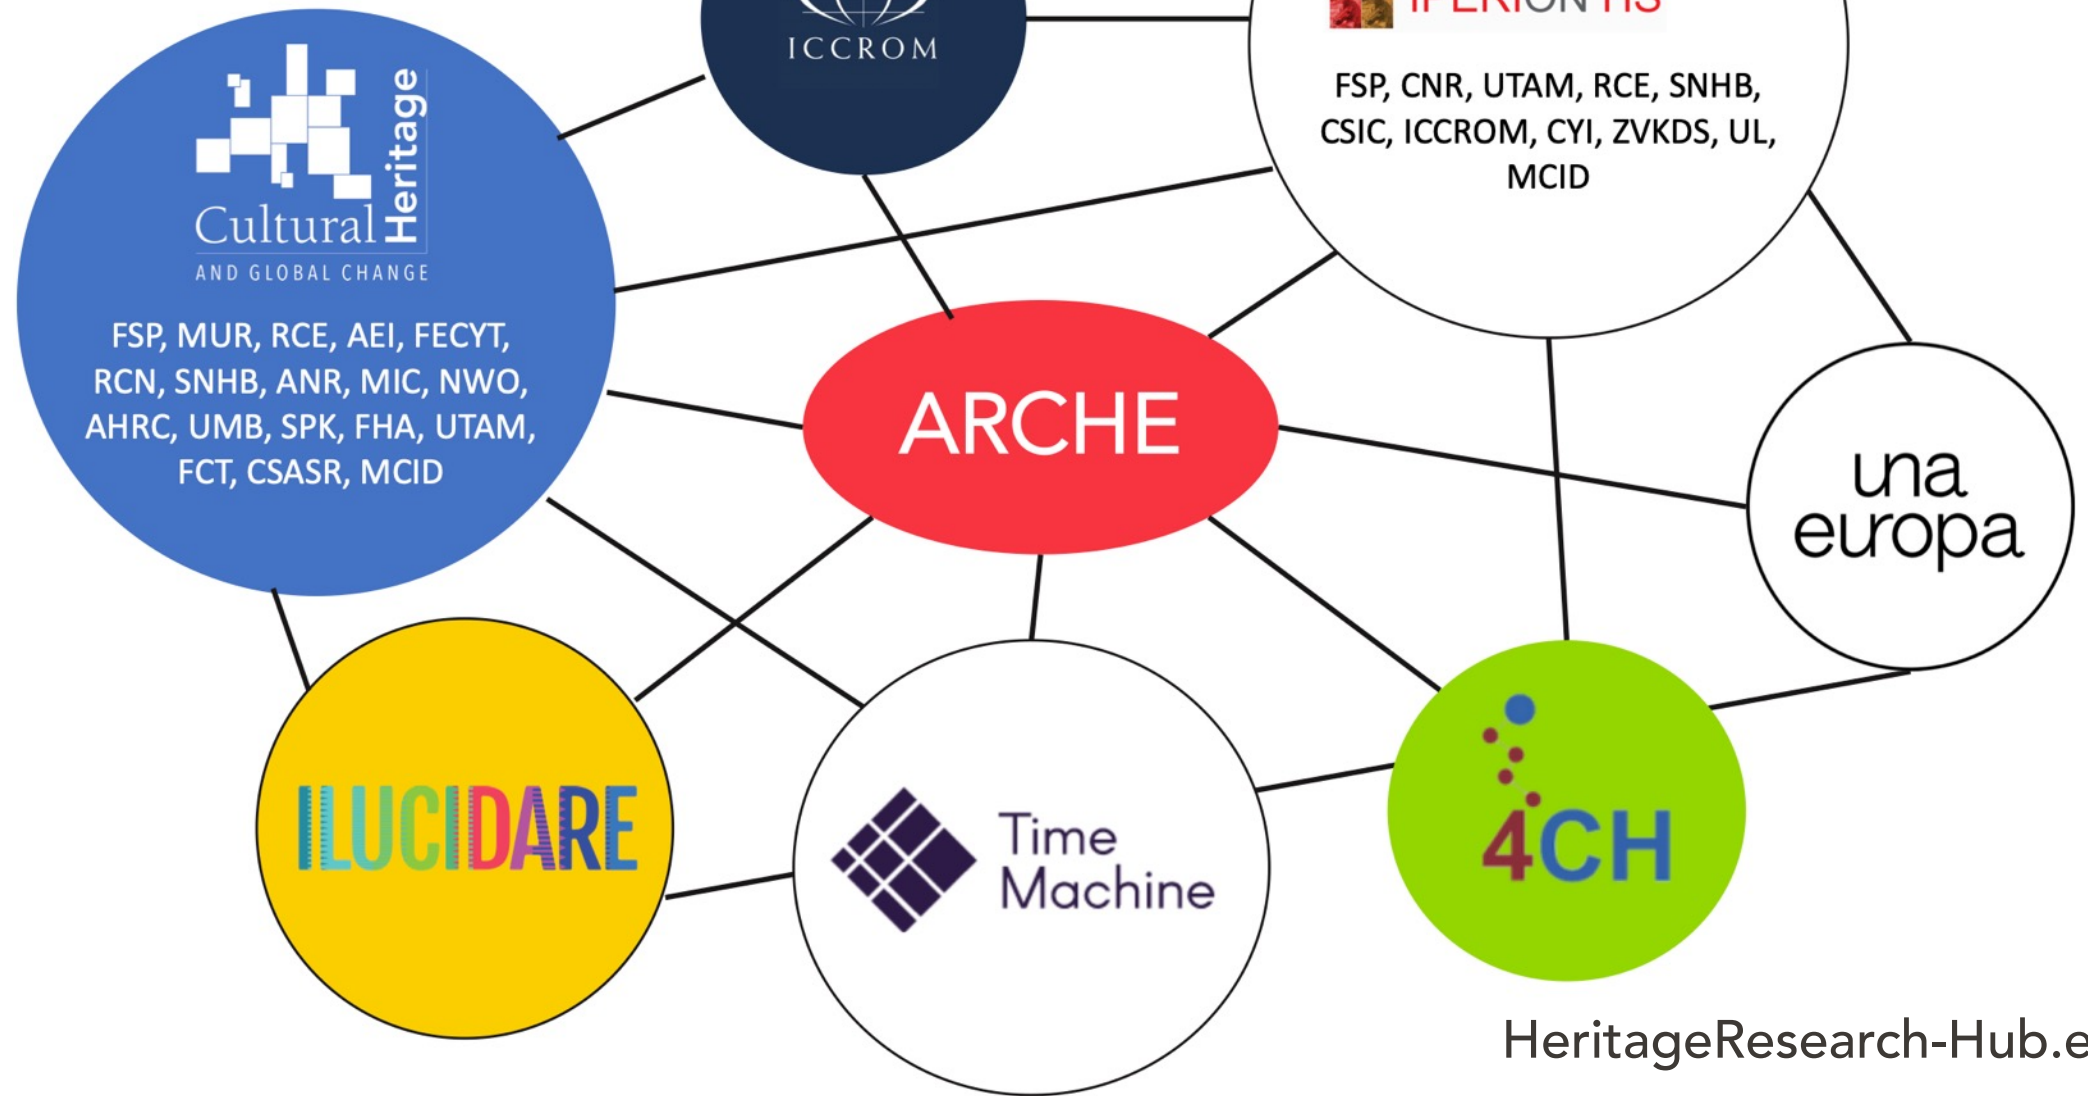 ICCROM
FSP, CNR, UTAM, RCE, SNHB,
CSIC, ICCROM, CYI, ZVKDS, UL,
MCID
Cultural Heritage
AND GLOBAL CHANGE
FSP, MUR, RCE, AEI, FECYT,
RCN, SNHB, ANR, MIC, NWO,
AHRC, UMB, SPK, FHA, UTAM,
FCT, CSASR, MCID
ARCHE
una
europa
ILUCIDARE
Time
Machine
4CH
HeritageResearch-Hub.e